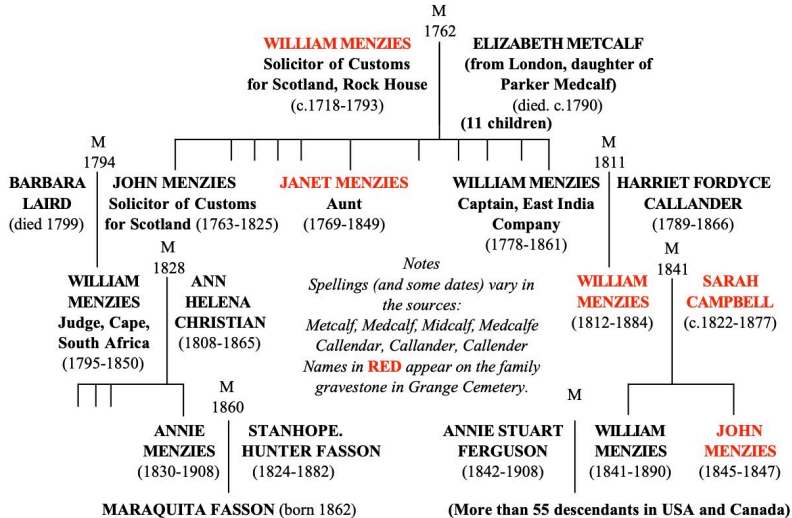 M
1762
WILLIAM MENZIES
Solicitor of Customs
for Scotland, Rock House
(c.1718-1793)
ELIZABETH METCALF
(from London, daughter of
Parker Medcalf)
(died. c.1790)
(11 children)
M
1794
M
1811
BARBARA
LAIRD
(died 1799)
JOHN MENZIES
Solicitor of Customs
for Scotland (1763-1825)
JANET MENZIES
Aunt
(1769-1849)
WILLIAM MENZIES
Captain, East India
Company
(1778-1861)
HARRIET FORDYCE
CALLANDER
(1789-1866)
M
1828
M
1841
WILLIAM
MENZIES
Judge, Cape,
South Africa
(1795-1850)
ANN
HELENA
CHRISTIAN
(1808-1865)
Notes
Spellings (and some dates) vary in
the sources:
Metcalf, Medcalf, Midcalf, Medcalfe
Callendar, Callander, Callender
Names in RED appear on the family
gravestone in Grange Cemetery.
WILLIAM
MENZIES
(1812-1884)
SARAH
CAMPBELL
(c.1822-1877)
M
1860
M
ANNIE
MENZIES
(1830-1908)
STANHOPE.
HUNTER FASSON
(1824-1882)
ANNIE STUART
FERGUSON
(1842-1908)
WILLIAM
MENZIES
(1841-1890)
JOHN
MENZIES
(1845-1847)
MARAQUITA FASSON (born 1862)
(More than 55 descendants in USA and Canada)